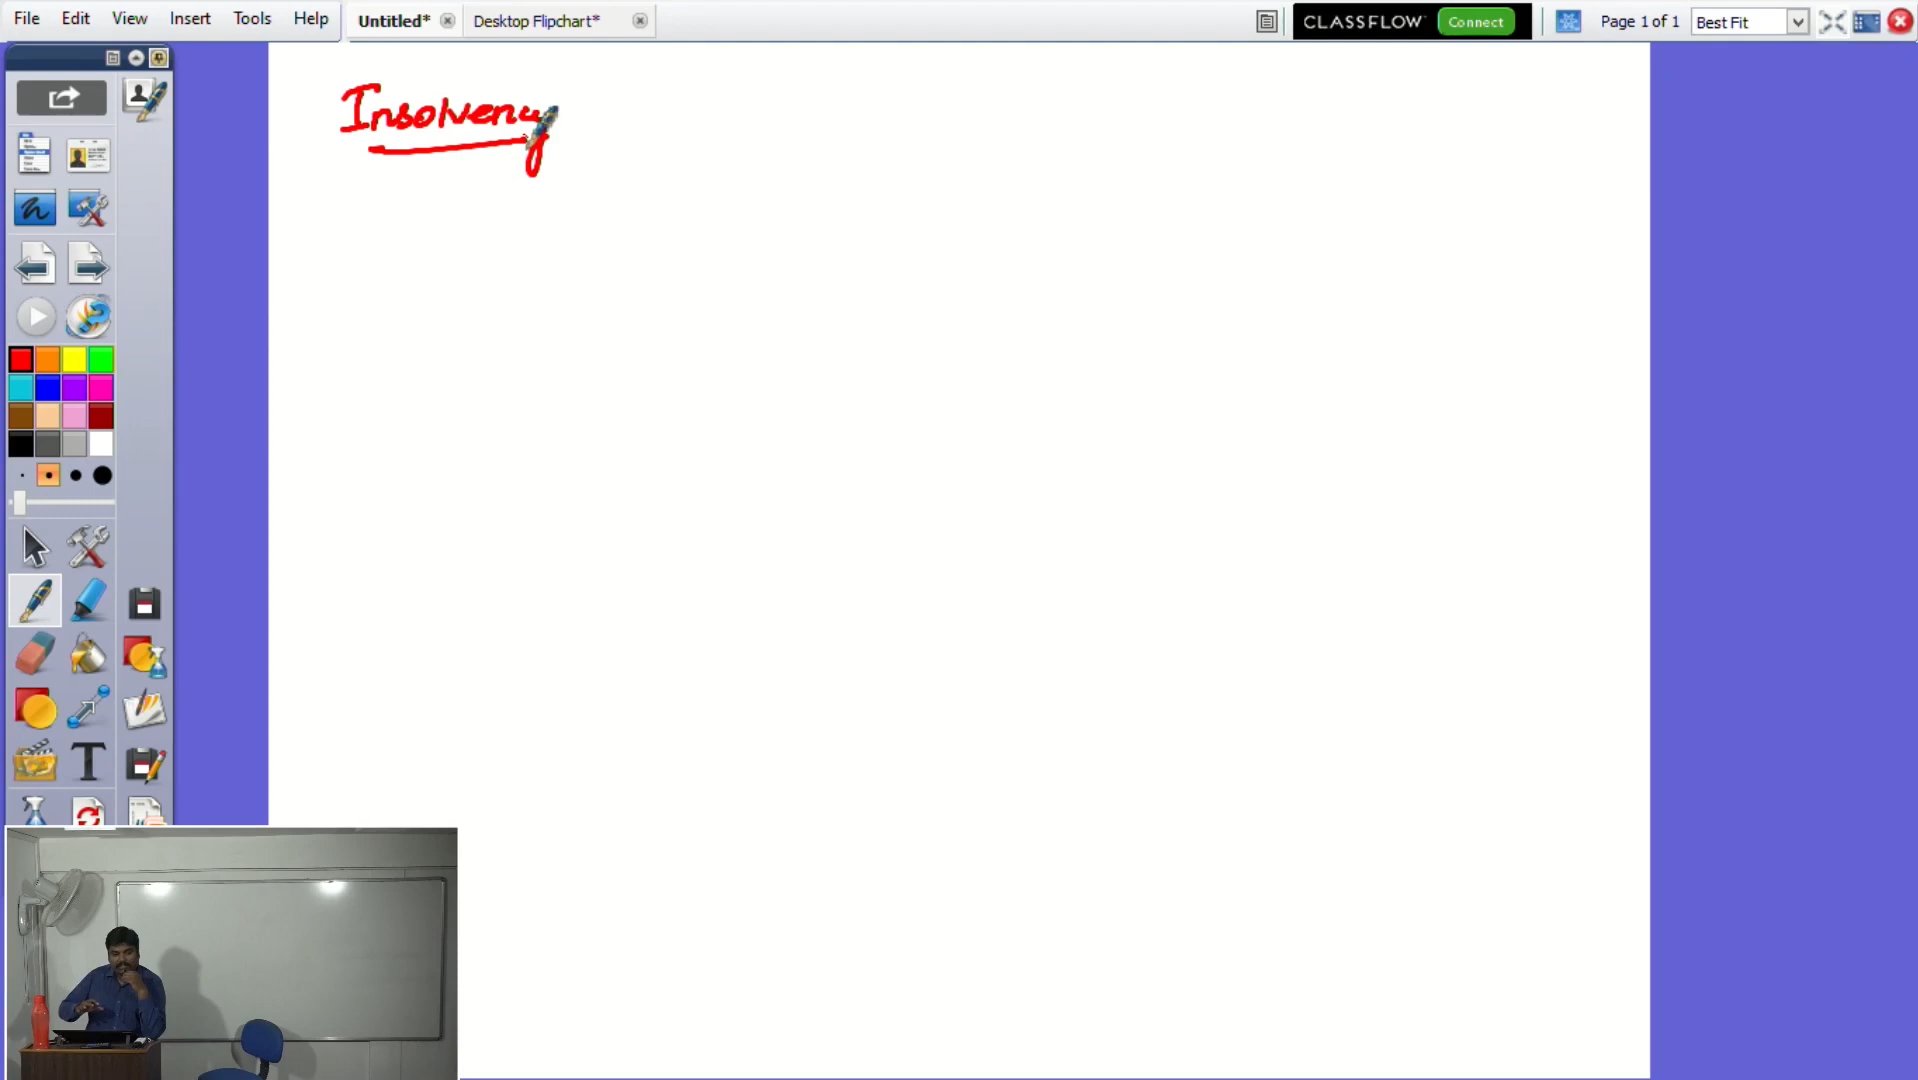 File Edit View Insert Tools Help Untitled* Desktop Flipchart* CLASSFLOW Connect Page 1 of 1 Best Fit
Insolvency
T